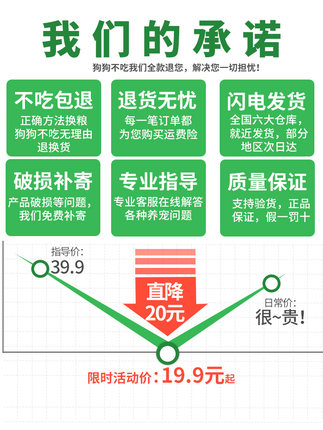 我们的承诺
狗狗不吃我们全款退您，解决您一切担忧！
不吃包退
正确方法换粮
狗狗不吃无理由
退换货
退货无忧
每一笔订单都
为您购买运费险
闪电发货
全国六大仓库，
就近发货，部分
地区次日达
破损补寄
产品破损等问题，
我们免费补寄
专业指导
专业客服在线解答
各种养宠问题
质量保证
支持验货，正品
保证，假一罚十
指导价：
39.9
直降
20元
日常价：
很~贵！
限时活动价：19.9元起